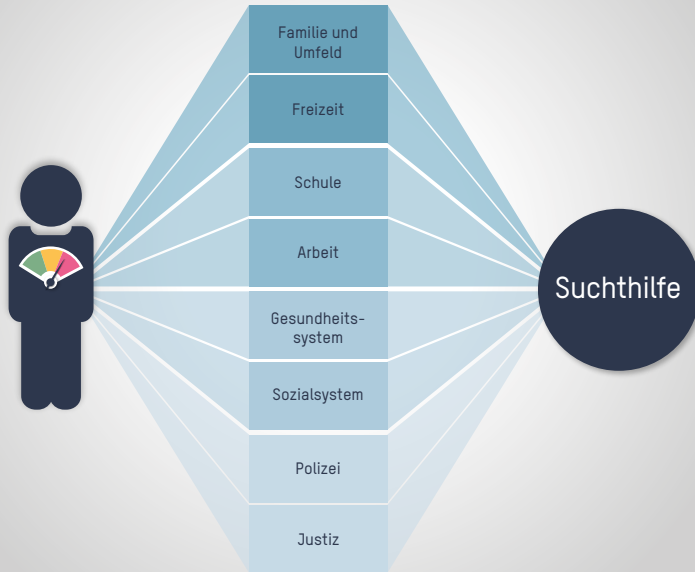 Familie und
Umfeld
Freizeit
Schule
Arbeit
Gesundheits-
system
Sozialsystem
Polizei
Justiz
Suchthilfe